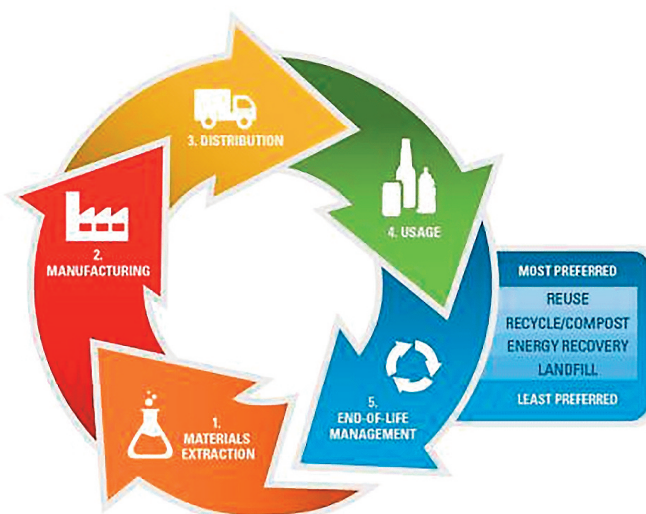 3. DISTRIBUTION
4. USAGE
2.
MANUFACTURING
MOST PREFERRED
REUSE
RECYCLE/COMPOST
ENERGY RECOVERY
LANDFILL
LEAST PREFERRED
5.
END-OF-LIFE
MANAGEMENT
1.
MATERIALS
EXTRACTION